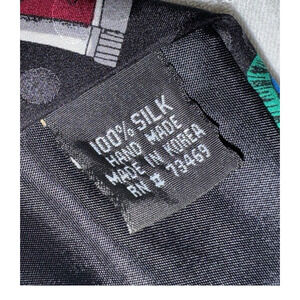 100% SILK
HAND MADE
MADE IN KOREA
RN # 73469